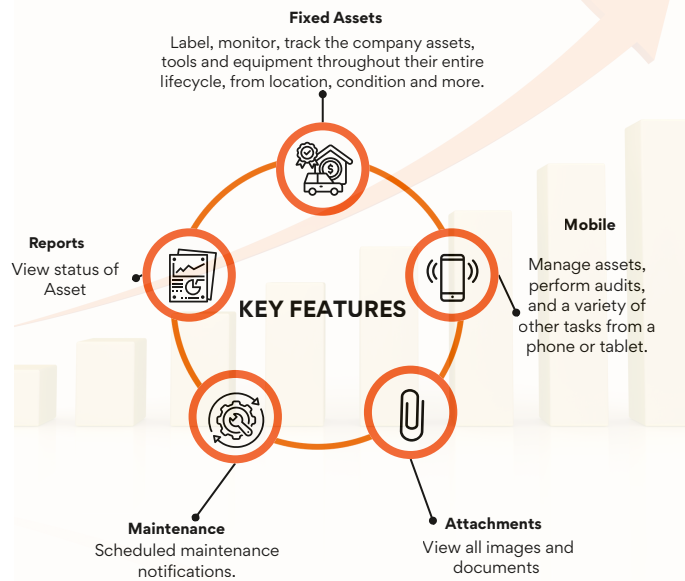 Fixed Assets
Label, monitor, track the company assets,
tools and equipment throughout their entire
lifecycle, from location, condition and more.
Mobile
Manage assets,
perform audits,
and a variety of
other tasks from a
phone or tablet.
Reports
View status of
Asset
KEY FEATURES
Maintenance
Scheduled maintenance
notifications.
Attachments
View all images and
documents